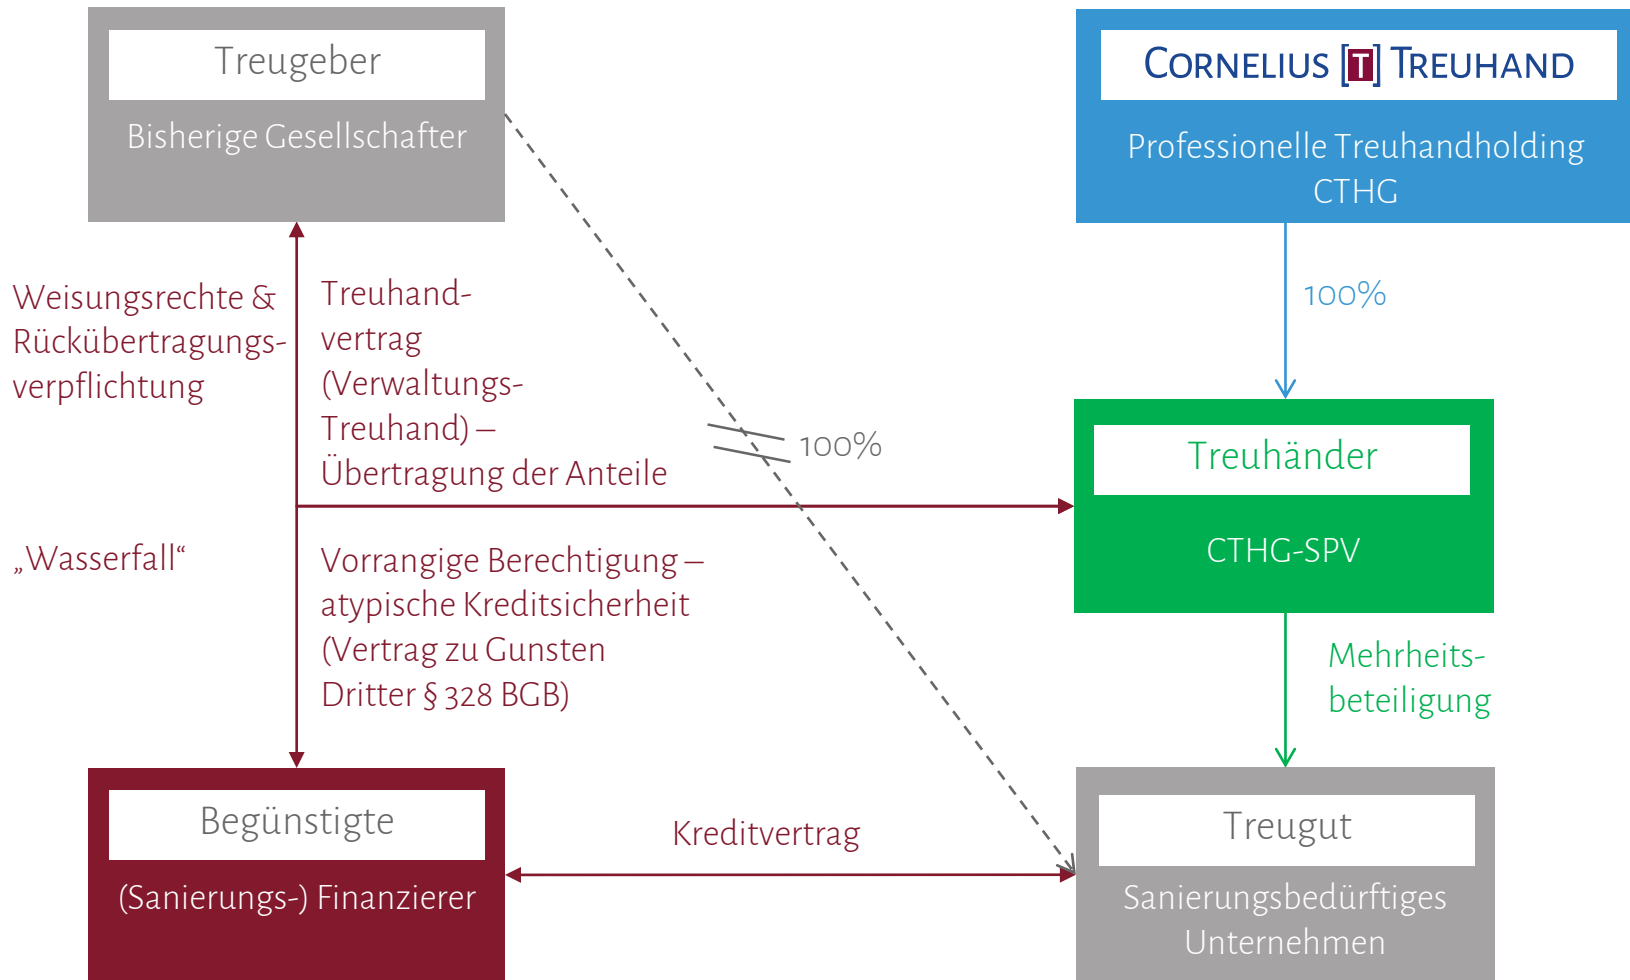 Treugeber
Bisherige Gesellschafter
CORNELIUS [T] TREUHAND
Professionelle Treuhandholding
CTHG
Weisungsrechte &
Rückübertragungs-
verpflichtung
Treuhand-
vertrag
(Verwaltungs-
Treuhand) –
Übertragung der Anteile
100%
100%
Treuhänder
CTHG-SPV
„Wasserfall“
Vorrangige Berechtigung –
atypische Kreditsicherheit
(Vertrag zu Gunsten
Dritter § 328 BGB)
Mehrheits-
beteiligung
Begünstigte
(Sanierungs-) Finanzierer
Kreditvertrag
Treugut
Sanierungsbedürftiges
Unternehmen